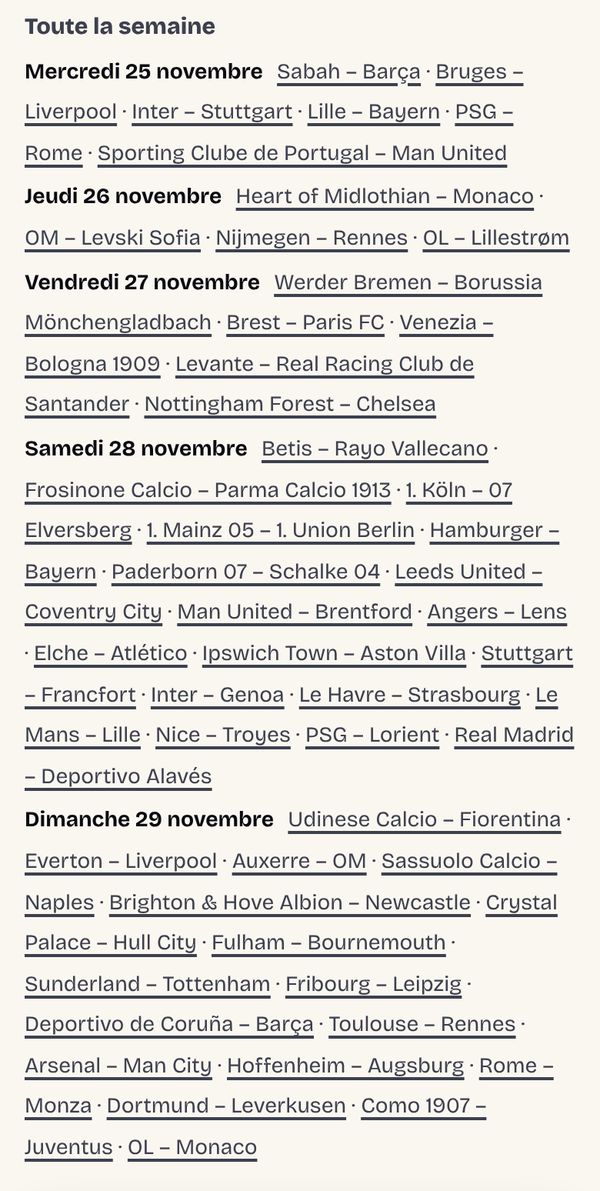 Toute la semaine
Mercredi 25 novembre Sabah – Barça · Bruges –
Liverpool · Inter – Stuttgart · Lille – Bayern · PSG –
Rome · Sporting Clube de Portugal – Man United
Jeudi 26 novembre Heart of Midlothian – Monaco ·
OM – Levski Sofia · Nijmegen – Rennes · OL – Lillestrøm
Vendredi 27 novembre Werder Bremen – Borussia
Mönchengladbach · Brest – Paris FC · Venezia –
Bologna 1909 · Levante – Real Racing Club de
Santander · Nottingham Forest – Chelsea
Samedi 28 novembre Betis – Rayo Vallecano ·
Frosinone Calcio – Parma Calcio 1913 · 1. Köln – 07
Elversberg · 1. Mainz 05 – 1. Union Berlin · Hamburger –
Bayern · Paderborn 07 – Schalke 04 · Leeds United –
Coventry City · Man United – Brentford · Angers – Lens
· Elche – Atlético · Ipswich Town – Aston Villa · Stuttgart
– Francfort · Inter – Genoa · Le Havre – Strasbourg · Le
Mans – Lille · Nice – Troyes · PSG – Lorient · Real Madrid
– Deportivo Alavés
Dimanche 29 novembre Udinese Calcio – Fiorentina ·
Everton – Liverpool · Auxerre – OM · Sassuolo Calcio –
Naples · Brighton & Hove Albion – Newcastle · Crystal
Palace – Hull City · Fulham – Bournemouth ·
Sunderland – Tottenham · Fribourg – Leipzig ·
Deportivo de Coruña – Barça · Toulouse – Rennes ·
Arsenal – Man City · Hoffenheim – Augsburg · Rome –
Monza · Dortmund – Leverkusen · Como 1907 –
Juventus · OL – Monaco